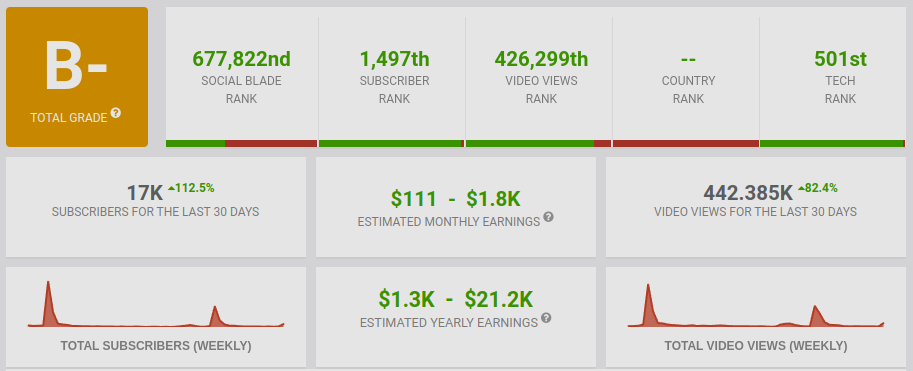 B-
TOTAL GRADE ?
677,822nd
SOCIAL BLADE
RANK
1,497th
SUBSCRIBER
RANK
426,299th
VIDEO VIEWS
RANK
--
COUNTRY
RANK
501st
TECH
RANK
17K 112.5%
SUBSCRIBERS FOR THE LAST 30 DAYS
$111 - $1.8K
ESTIMATED MONTHLY EARNINGS ?
442.385K 82.4%
VIDEO VIEWS FOR THE LAST 30 DAYS
TOTAL SUBSCRIBERS (WEEKLY)
$1.3K - $21.2K
ESTIMATED YEARLY EARNINGS ?
TOTAL VIDEO VIEWS (WEEKLY)